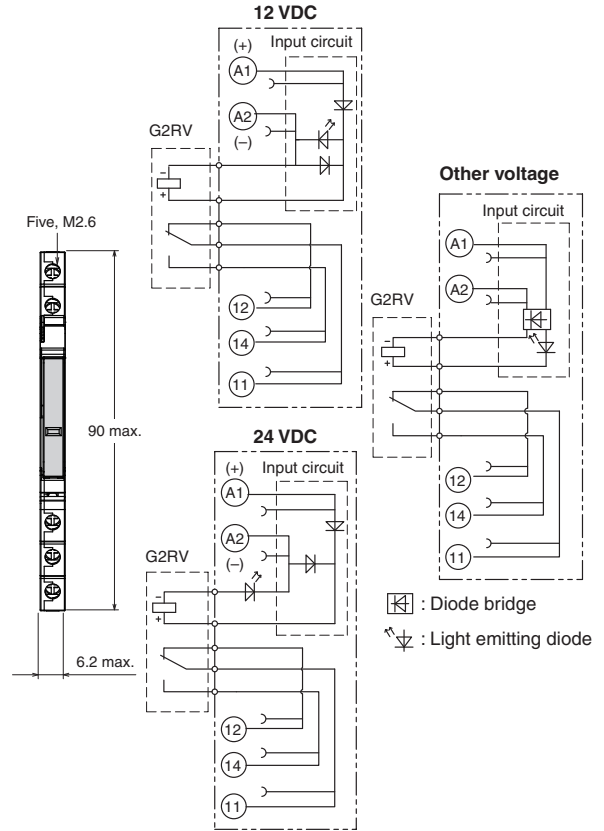 12 VDC
(+)
Input circuit
A1
A2
(–)
G2RV
–
+
12
14
11
Other voltage
Input circuit
A1
A2
G2RV
–
+
12
14
11
Five, M2.6
90 max.
6.2 max.
24 VDC
(+)
Input circuit
A1
A2
(–)
G2RV
–
+
12
14
11
: Diode bridge
: Light emitting diode